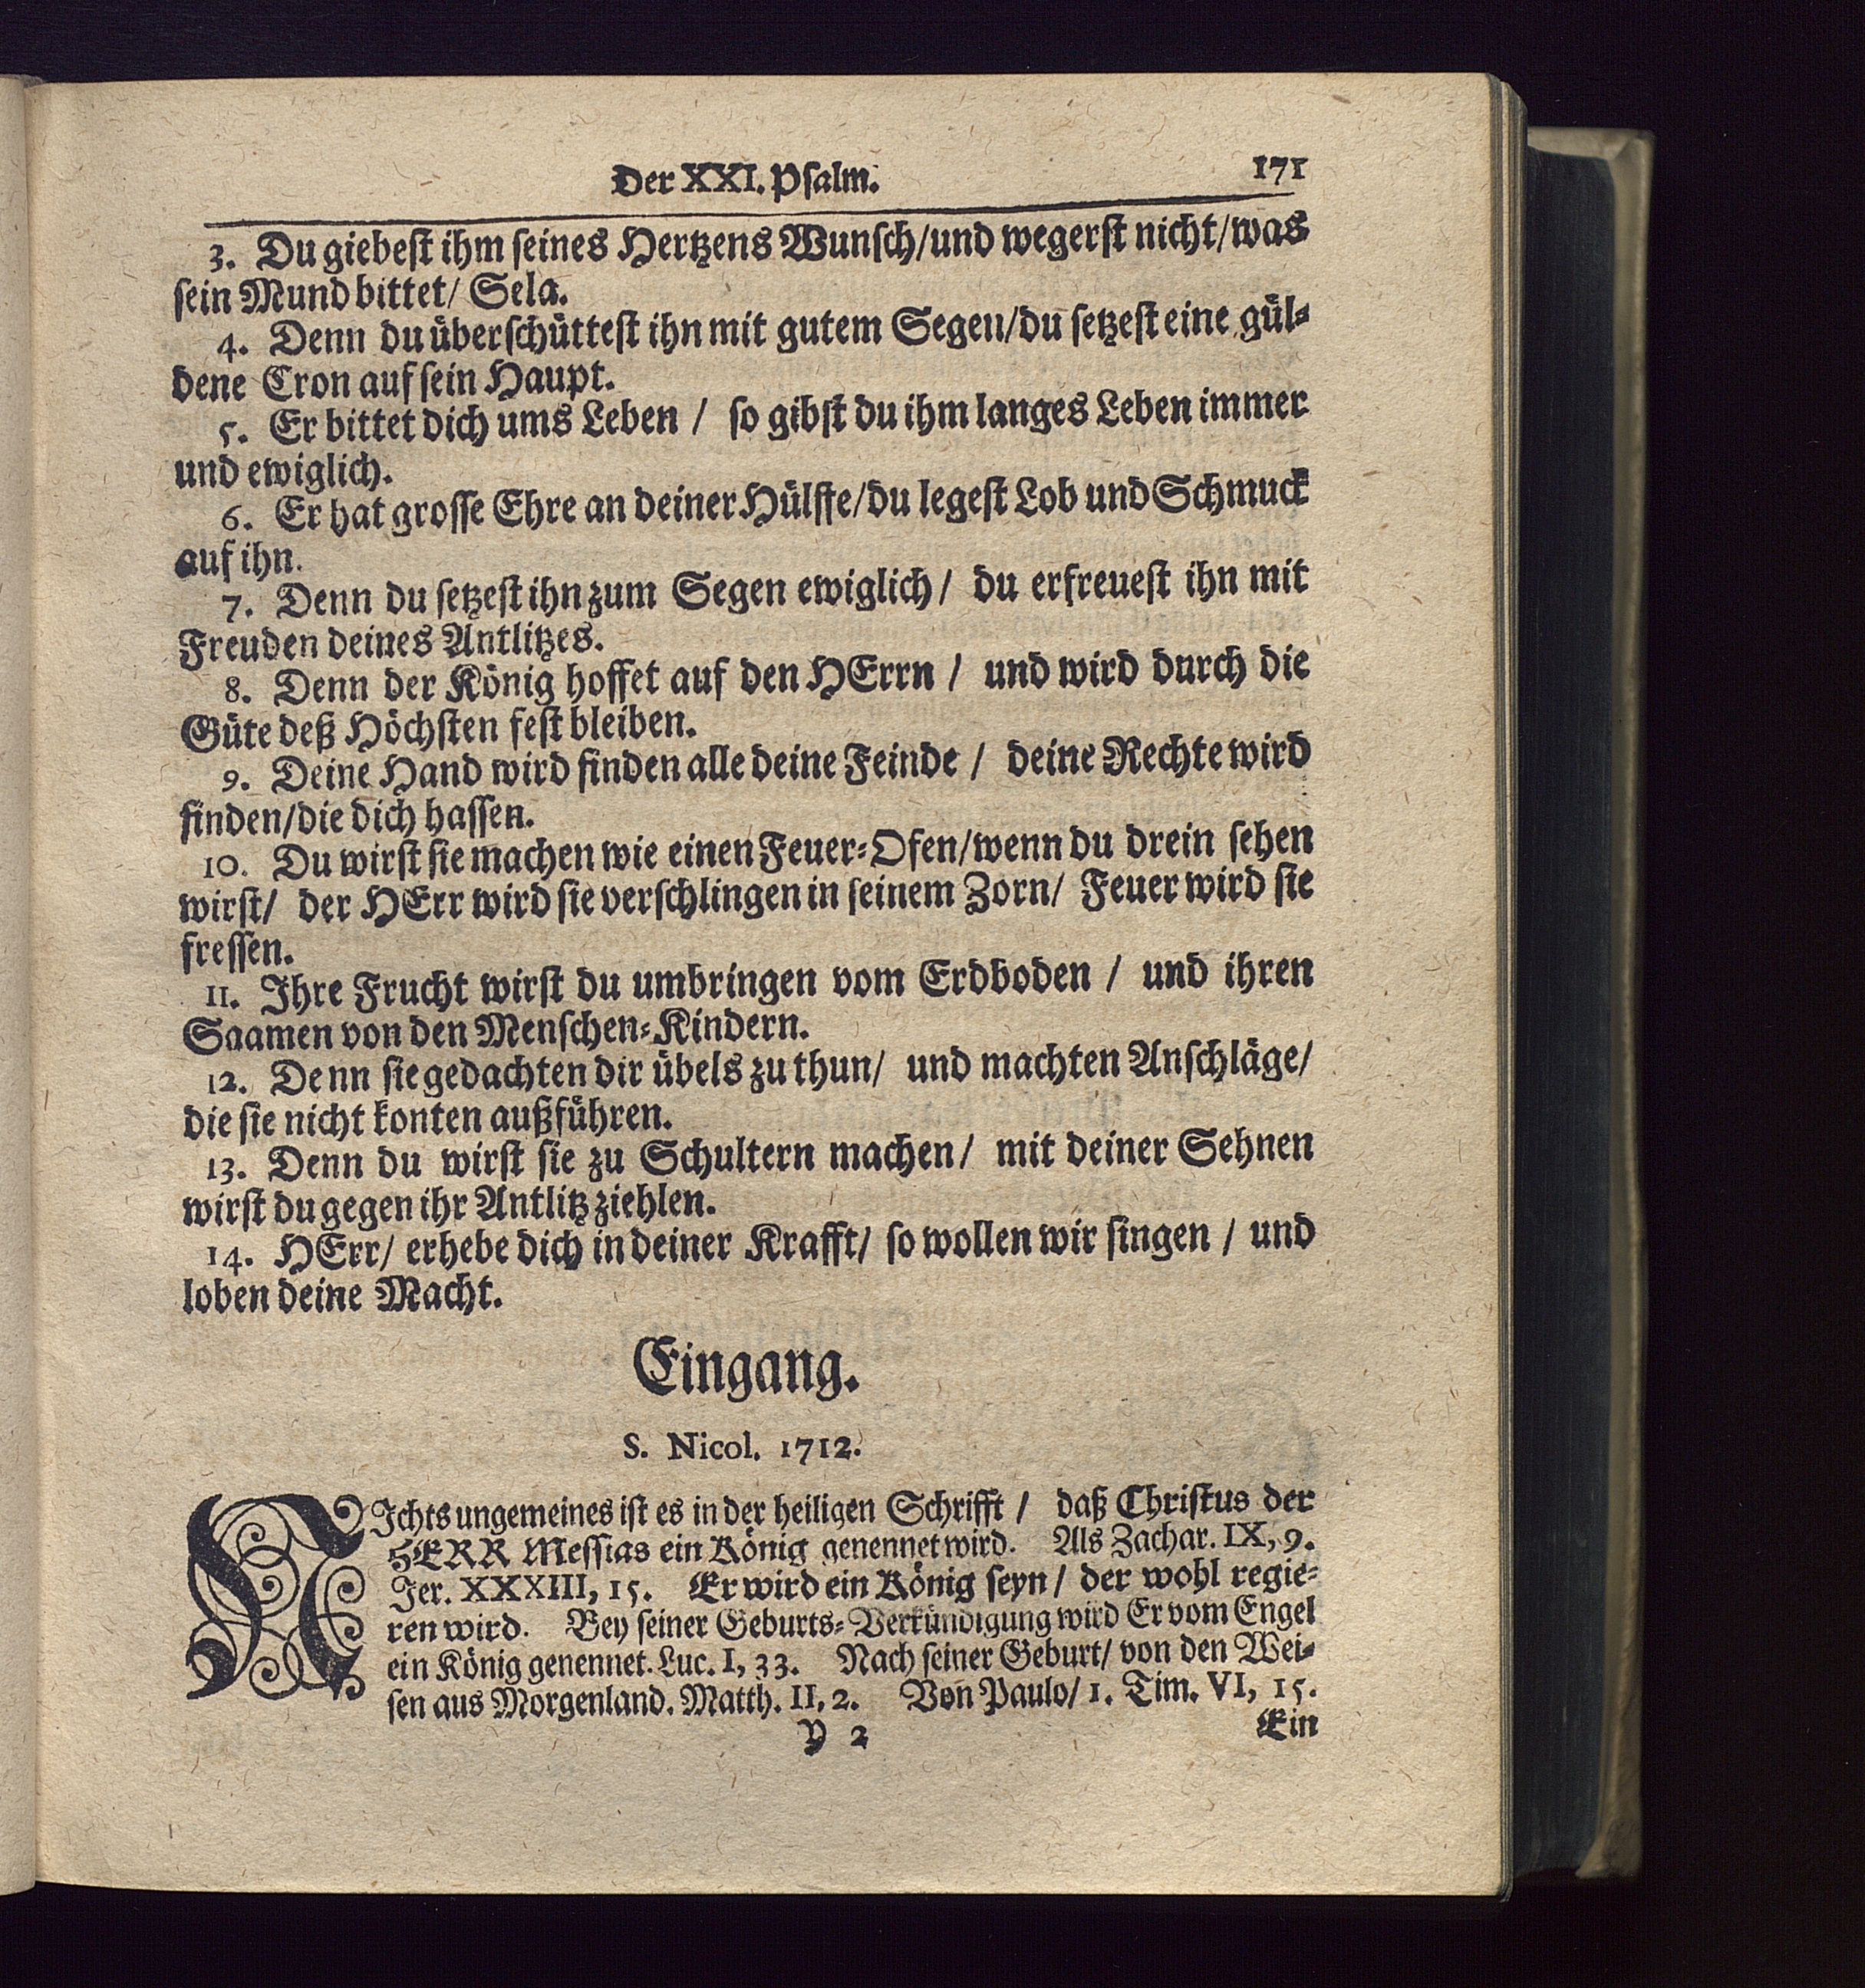 Der XXI. Psalm. 171
3. Du giebest ihm seines Hertzens Wunsch/und wegerst nicht/was
sein Mund bittet/ Sela.
4. Denn du überschüttest ihn mit gutem Segen/du setzest eine gül-
dene Cron auf sein Haupt.
5. Er bittet dich ums Leben / so gibst du ihm langes Leben immer
und ewiglich.
6. Er hat grosse Ehre an deiner Hülffe/du legest Lob und Schmuck
auf ihn.
7. Denn du setzest ihn zum Segen ewiglich/ du erfreuest ihn mit
Freuden deines Antlitzes.
8. Denn der König hoffet auf den HErrn / und wird durch die
Güte deß Höchsten fest bleiben.
9. Deine Hand wird finden alle deine Feinde / deine Rechte wird
finden/die dich hassen.
10. Du wirst sie machen wie einen Feuer-Ofen/wenn du drein sehen
wirst/ der HErr wird sie verschlingen in seinem Zorn/ Feuer wird sie
fressen.
11. Ihre Frucht wirst du umbringen vom Erdboden / und ihren
Saamen von den Menschen-Kindern.
12. Denn sie gedachten dir übels zu thun/ und machten Anschläge/
die sie nicht konten außführen.
13. Denn du wirst sie zu Schultern machen/ mit deiner Sehnen
wirst du gegen ihr Antlitz ziehlen.
14. HErr/ erhebe dich in deiner Krafft/ so wollen wir singen / und
loben deine Macht.
Eingang.
S. Nicol. 1712.
NIchts ungemeines ist es in der heiligen Schrifft / daß Christus der
HERR Messias ein König genennet wird. Als Zachar. IX, 9.
Jer. XXXIII, 15. Er wird ein König seyn / der wohl regie-
ren wird. Bey seiner Geburts-Verkündigung wird Er vom Engel
ein König genennet. Luc. I, 33. Nach seiner Geburt/ von den Wei-
sen aus Morgenland. Matth. II, 2. Von Paulo/ 1. Tim. VI, 15.
Y 2 Ein